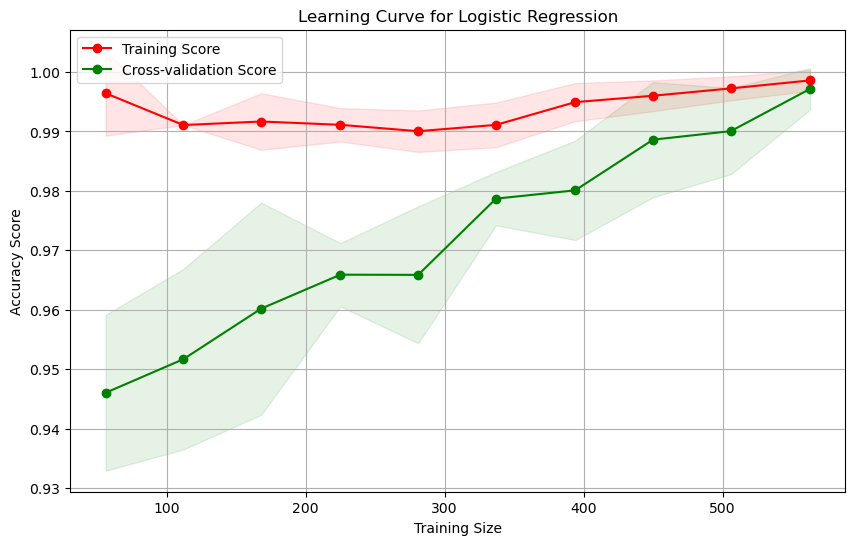 Learning Curve for Logistic Regression
Training Score
Cross-validation Score
1.00
0.99
0.98
0.97
0.96
0.95
0.94
0.93
Accuracy Score
100
200
300
400
500
Training Size